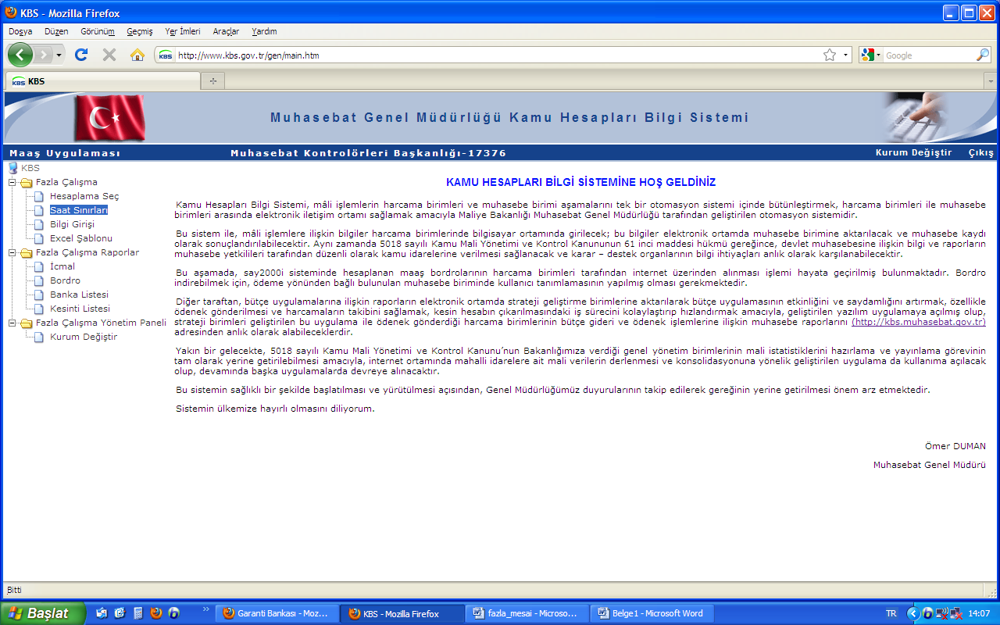 KBS - Mozilla Firefox
Dosya Düzen Görünüm Geçmiş Yer İmleri Araçlar Yardım
KBS http://www.kbs.gov.tr/gen/main.htm Google
KBS KBS
Muhasebat Genel Müdürlüğü Kamu Hesapları Bilgi Sistemi
Maaş Uygulaması Muhasebat Kontrolörleri Başkanlığı-17376 Kurum Değiştir Çıkış
KBS
Fazla Çalışma
Hesaplama Seç
Saat Sınırları
Bilgi Girişi
Excel Şablonu
Fazla Çalışma Raporlar
İcmal
Bordro
Banka Listesi
Kesinti Listesi
Fazla Çalışma Yönetim Paneli
Kurum Değiştir
KAMU HESAPLARI BİLGİ SİSTEMİNE HOŞ GELDİNİZ
Kamu Hesapları Bilgi Sistemi, mâli işlemlerin harcama birimleri ve muhasebe birimi aşamalarını tek bir otomasyon sistemi içinde bütünleştirmek, harcama birimleri ile muhasebe
birimleri arasında elektronik iletişim ortamı sağlamak amacıyla Maliye Bakanlığı Muhasebat Genel Müdürlüğü tarafından geliştirilen otomasyon sistemidir.
Bu sistem ile, mâli işlemlere ilişkin bilgiler harcama birimlerinde bilgisayar ortamında girilecek; bu bilgiler elektronik ortamda muhasebe birimine aktarılacak ve muhasebe kaydı
olarak sonuçlandırılabilecektir. Aynı zamanda 5018 sayılı Kamu Mali Yönetimi ve Kontrol Kanununun 61 inci maddesi hükmü gereğince, devlet muhasebesine ilişkin bilgi ve raporların
muhasebe yetkilileri tarafından düzenli olarak kamu idarelerine verilmesi sağlanacak ve karar – destek organlarının bilgi ihtiyaçları anlık olarak karşılanabilecektir.
Bu aşamada, say2000i sisteminde hesaplanan maaş bordrolarının harcama birimleri tarafından internet üzerinden alınması işlemi hayata geçirilmiş bulunmaktadır. Bordro
indirebilmek için, ödeme yönünden bağlı bulunulan muhasebe biriminde kullanıcı tanımlamasının yapılmış olması gerekmektedir.
Diğer taraftan, bütçe uygulamalarına ilişkin raporların elektronik ortamda strateji geliştirme birimlerine aktarılarak bütçe uygulamasının etkinliğini ve saydamlığını artırmak, özellikle
ödenek gönderilmesi ve harcamaların takibini sağlamak, kesin hesabın çıkarılmasındaki iş sürecini kolaylaştırıp hızlandırmak amacıyla, geliştirilen yazılım uygulamaya açılmış olup,
strateji birimleri geliştirilen bu uygulama ile ödenek gönderdiği harcama birimlerinin bütçe gideri ve ödenek işlemlerine ilişkin muhasebe raporlarını (http://kbs.muhasebat.gov.tr)
adresinden anlık olarak alabileceklerdir.
Yakın bir gelecekte, 5018 sayılı Kamu Mali Yönetimi ve Kontrol Kanunu’nun Bakanlığımıza verdiği genel yönetim birimlerinin mali istatistiklerini hazırlama ve yayınlama görevinin
tam olarak yerine getirilebilmesi amacıyla, internet ortamında mahalli idarelere ait mali verilerin derlenmesi ve konsolidasyonuna yönelik geliştirilen uygulama da kullanıma açılacak
olup, devamında başka uygulamalarda devreye alınacaktır.
Bu sistemin sağlıklı bir şekilde başlatılması ve yürütülmesi açısından, Genel Müdürlüğümüz duyurularının takip edilerek gereğinin yerine getirilmesi önem arz etmektedir.
Sistemin ülkemize hayırlı olmasını diliyorum.
Ömer DUMAN
Muhasebat Genel Müdürü
Bitti
Başlat Garanti Bankası - Moz... KBS - Mozilla Firefox fazla_mesai - Microso... Belge1 - Microsoft Word TR 14:07